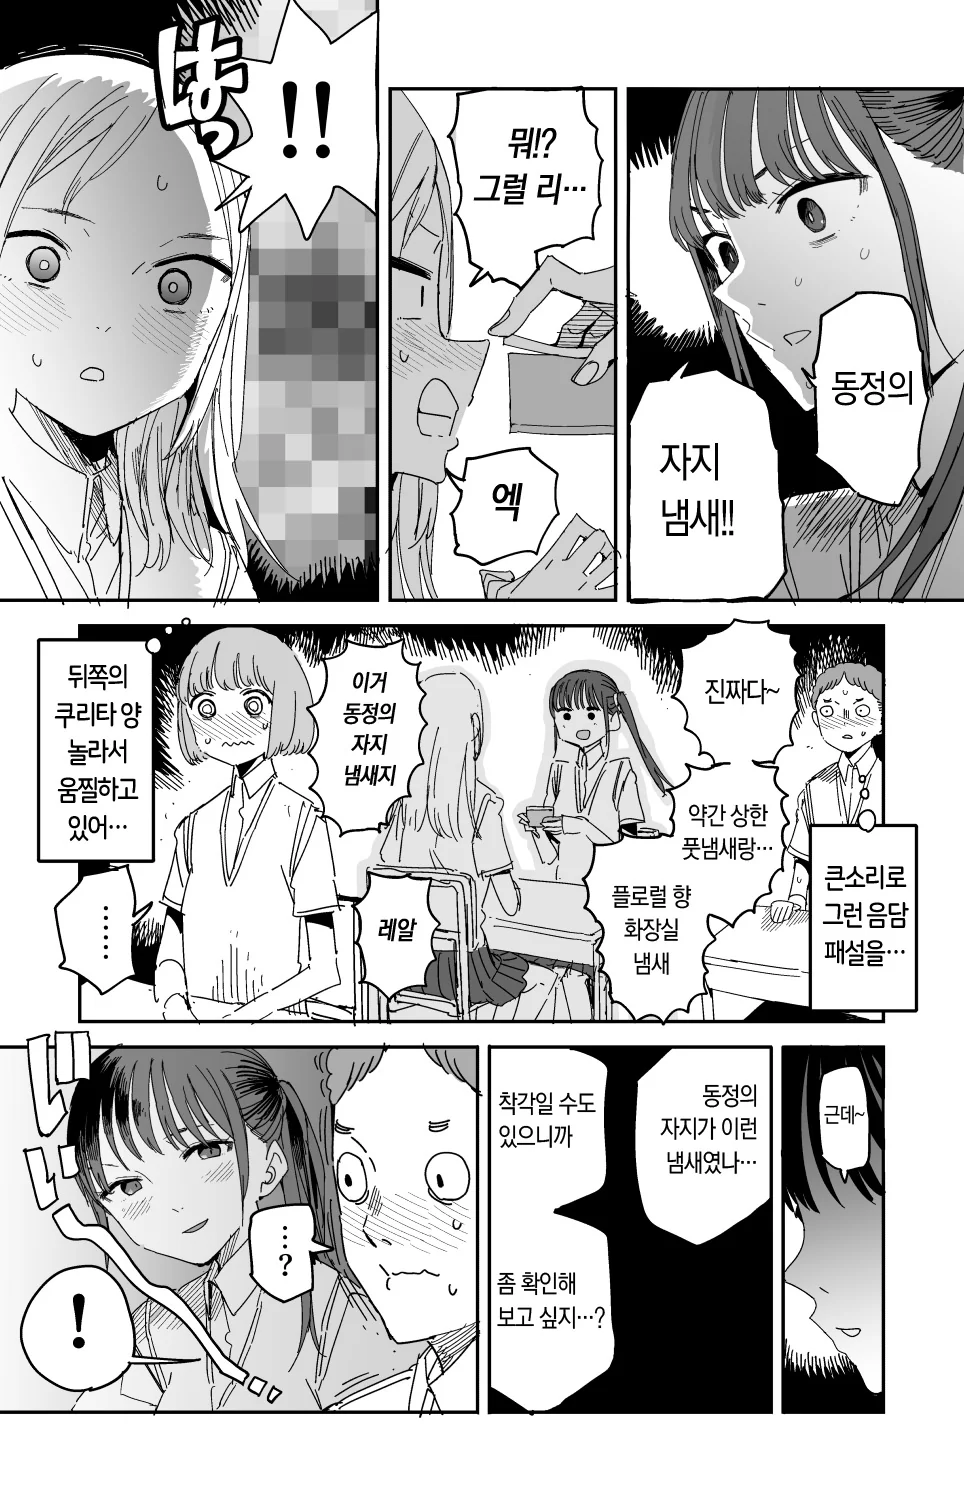 동정의
자지
냄새!!
뭐!?
그럴 리…
엑
ばっ
!!
진짜다~
큰소리로
그런 음담
패설을…
약간 상한
풋냄새랑…
플로럴 향
화장실
냄새
이거
동정의
자지
냄새지
레알
뒤쪽의
쿠리타 양
놀라서
움찔하고
있어…
……
근데~
동정의
자지가 이런
냄새였나…
착각일 수도
있으니까
좀 확인해
보고 싶지…?
…?
!